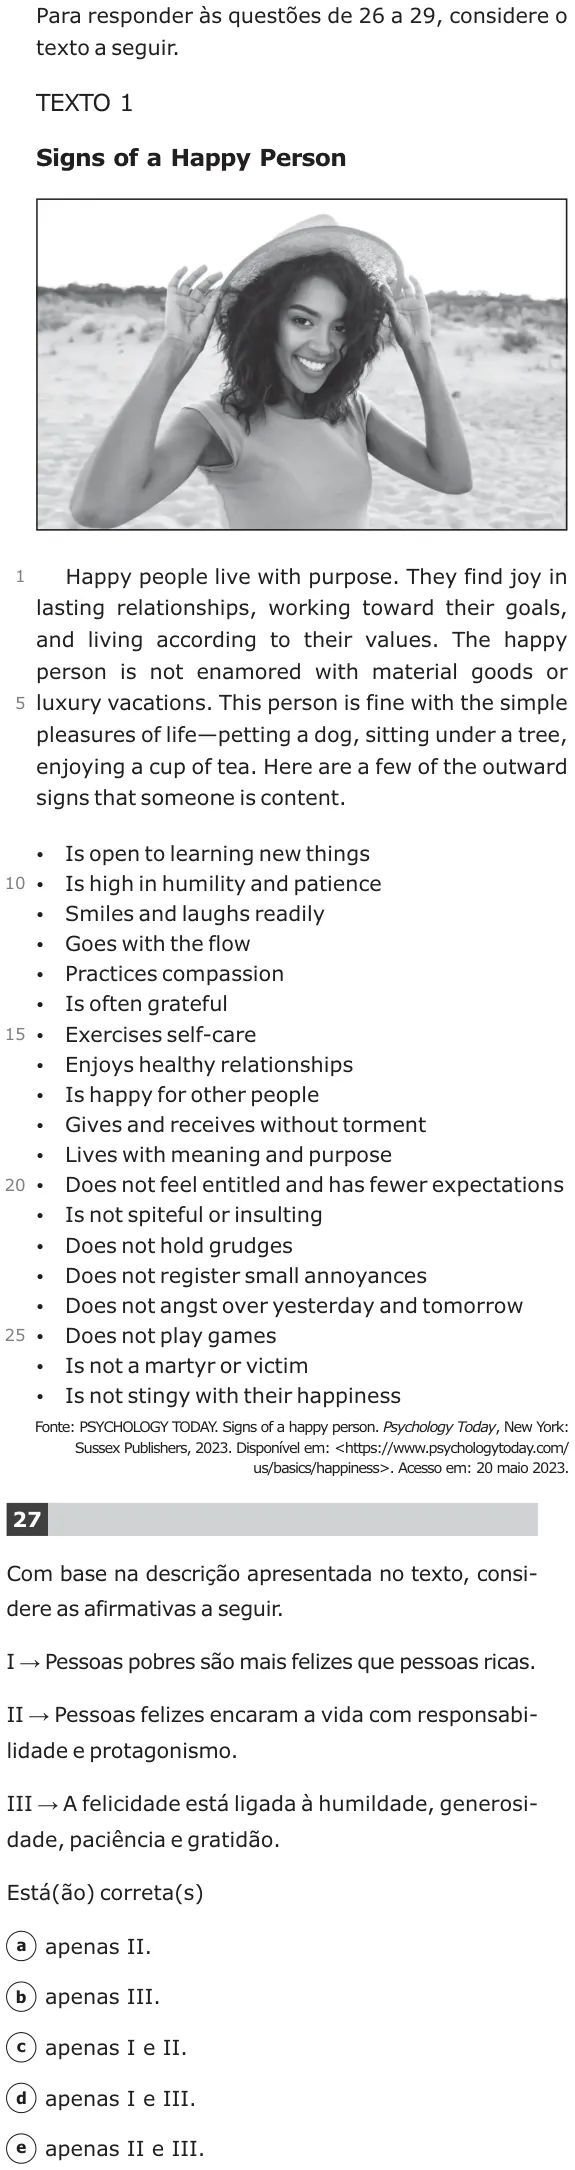 Para responder às questões de 26 a 29, considere o
texto a seguir.
TEXTO 1
Signs of a Happy Person
1 Happy people live with purpose. They find joy in
lasting relationships, working toward their goals,
and living according to their values. The happy
person is not enamored with material goods or
5 luxury vacations. This person is fine with the simple
pleasures of life—petting a dog, sitting under a tree,
enjoying a cup of tea. Here are a few of the outward
signs that someone is content.
• Is open to learning new things
10 • Is high in humility and patience
• Smiles and laughs readily
• Goes with the flow
• Practices compassion
• Is often grateful
15 • Exercises self-care
• Enjoys healthy relationships
• Is happy for other people
• Gives and receives without torment
• Lives with meaning and purpose
20 • Does not feel entitled and has fewer expectations
• Is not spiteful or insulting
• Does not hold grudges
• Does not register small annoyances
• Does not angst over yesterday and tomorrow
25 • Does not play games
• Is not a martyr or victim
• Is not stingy with their happiness
Fonte: PSYCHOLOGY TODAY. Signs of a happy person. Psychology Today, New York:
Sussex Publishers, 2023. Disponível em: <https://www.psychologytoday.com/
us/basics/happiness>. Acesso em: 20 maio 2023.
27
Com base na descrição apresentada no texto, consi-
dere as afirmativas a seguir.
I → Pessoas pobres são mais felizes que pessoas ricas.
II → Pessoas felizes encaram a vida com responsabi-
lidade e protagonismo.
III → A felicidade está ligada à humildade, generosi-
dade, paciência e gratidão.
Está(ão) correta(s)
a apenas II.
b apenas III.
c apenas I e II.
d apenas I e III.
e apenas II e III.